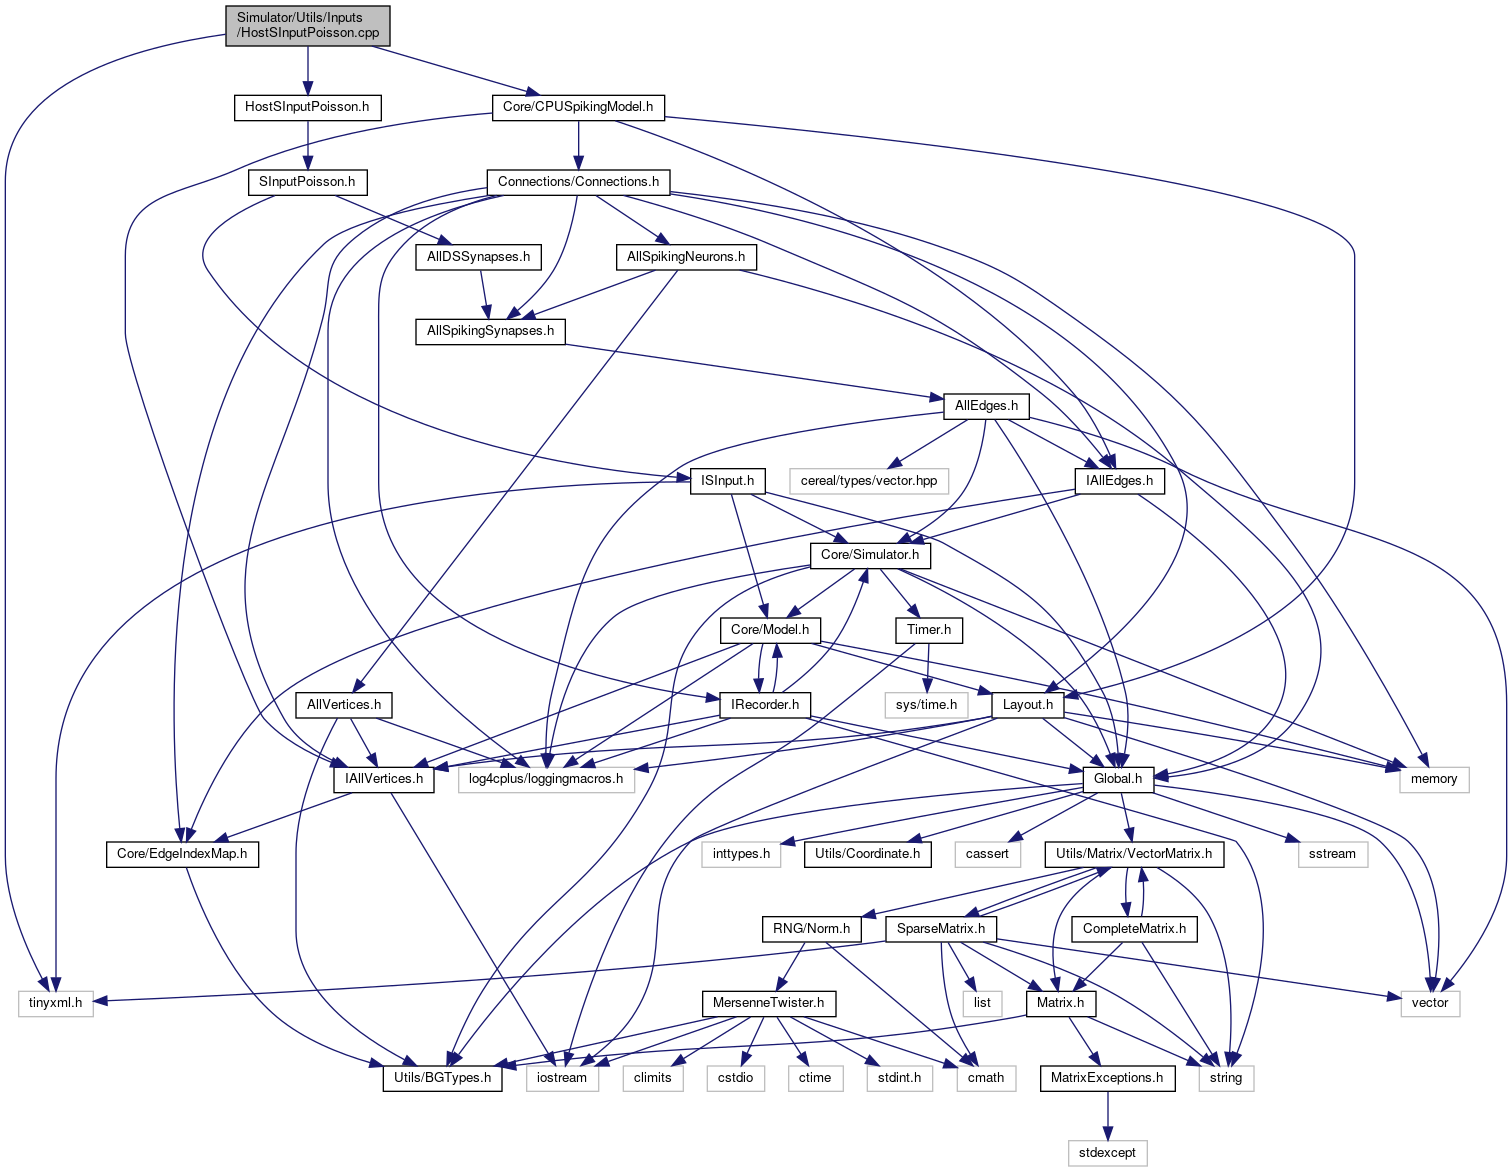 Simulator/Utils/Inputs
/HostSInputPoisson.cpp
HostSInputPoisson.h
Core/CPUSpikingModel.h
SInputPoisson.h
Connections/Connections.h
AllDSSynapses.h
AllSpikingNeurons.h
AllSpikingSynapses.h
AllEdges.h
ISInput.h
cereal/types/vector.hpp
IAllEdges.h
Core/Simulator.h
Core/Model.h
Timer.h
AllVertices.h
IRecorder.h
sys/time.h
Layout.h
IAllVertices.h
log4cplus/loggingmacros.h
Global.h
memory
Core/EdgeIndexMap.h
inttypes.h
Utils/Coordinate.h
cassert
Utils/Matrix/VectorMatrix.h
sstream
RNG/Norm.h
SparseMatrix.h
CompleteMatrix.h
tinyxml.h
MersenneTwister.h
list
Matrix.h
vector
Utils/BGTypes.h
iostream
climits
cstdio
ctime
stdint.h
cmath
MatrixExceptions.h
string
stdexcept